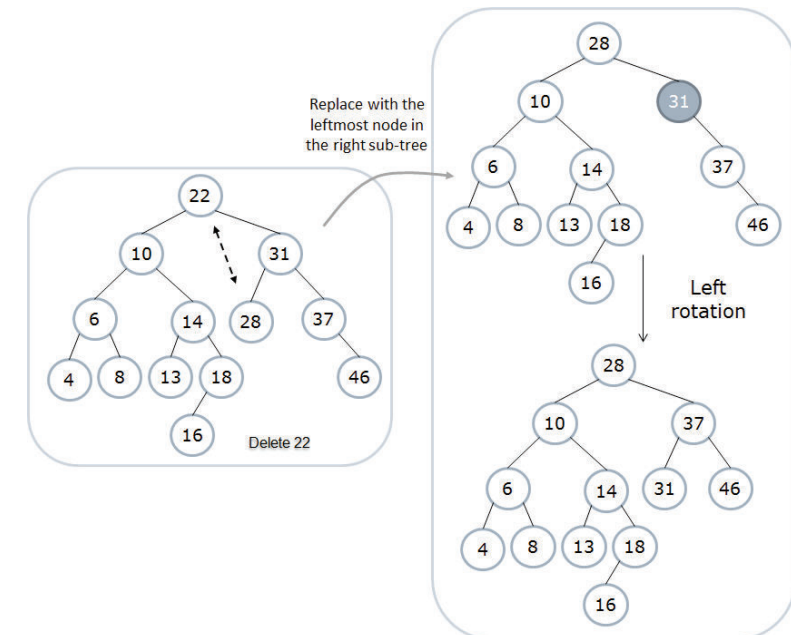 22
10 31
6 14 28 37
4 8 13 18 46
16
Delete 22
Replace with the
leftmost node in
the right sub-tree
28
10 31
6 14 37
4 8 13 18 46
16
Left
rotation
28
10 37
6 14 31 46
4 8 13 18
16